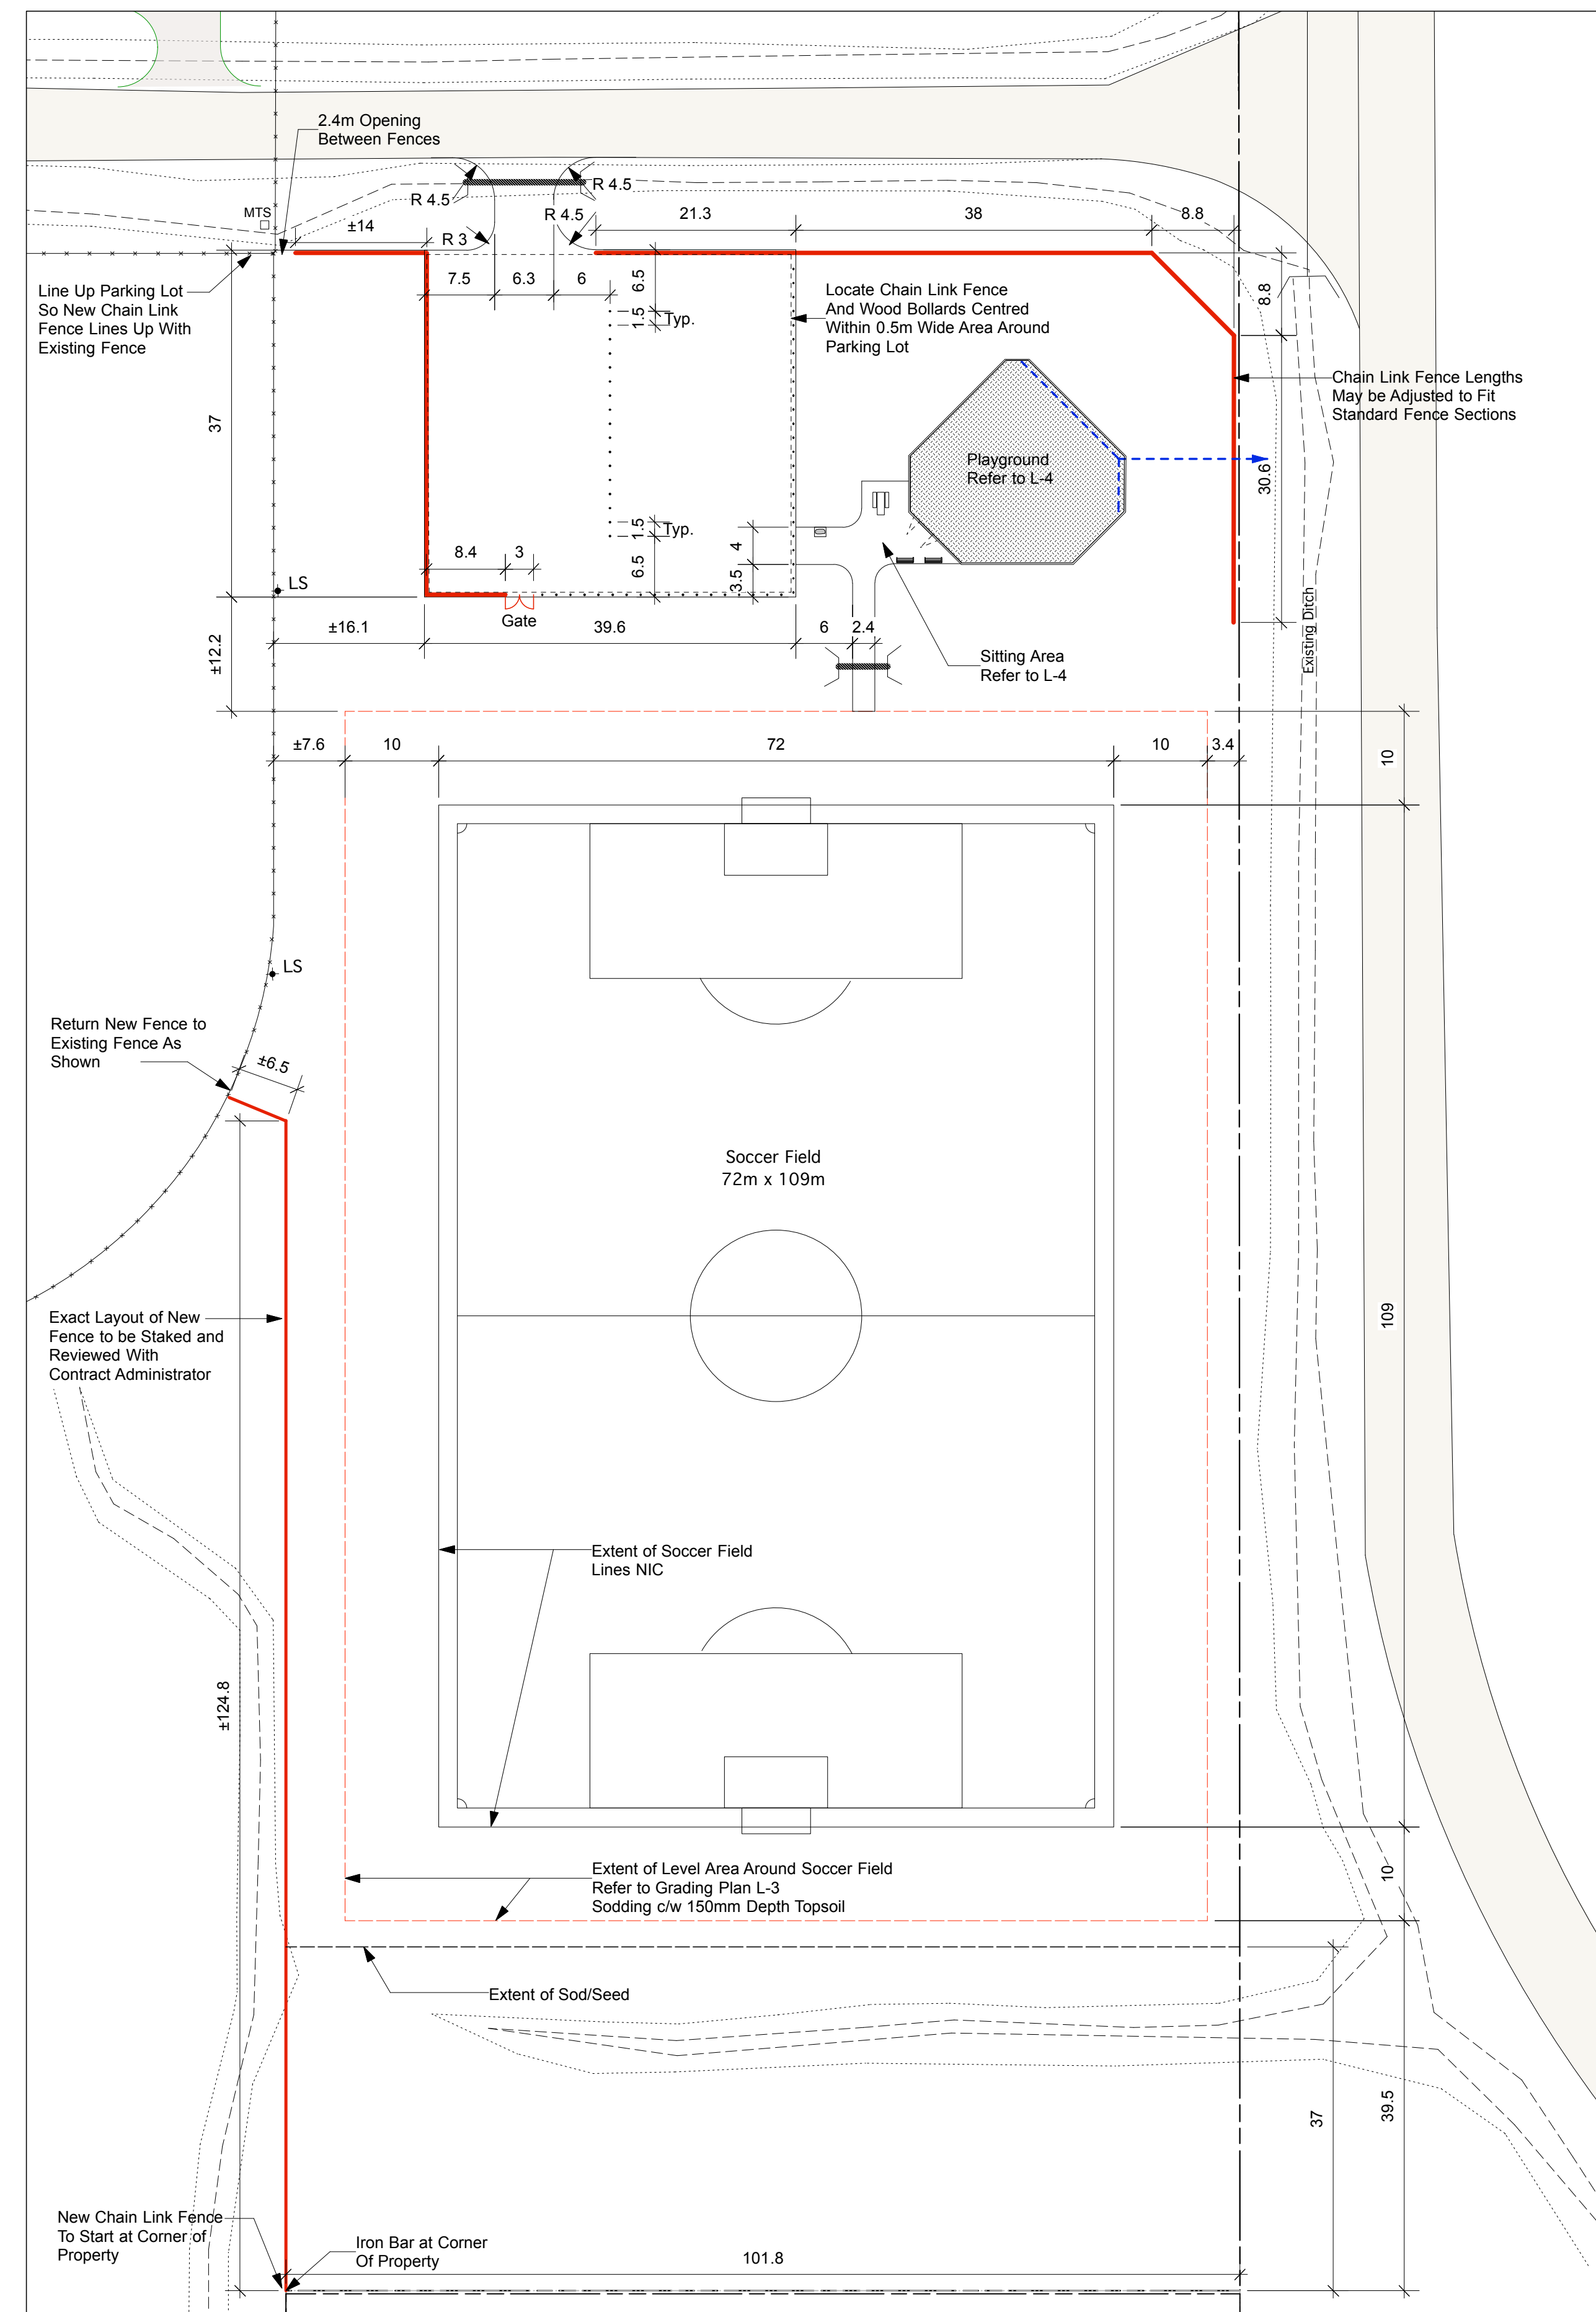 2.4m Opening
Between Fences
MTS
±14
R 4.5
R 4.5
R 4.5
R 3
21.3
38
8.8
7.5
6.3
6
6.5
1.5
Typ.
8.8
Line Up Parking Lot
So New Chain Link
Fence Lines Up With
Existing Fence
Locate Chain Link Fence
And Wood Bollards Centred
Within 0.5m Wide Area Around
Parking Lot
Chain Link Fence Lengths
May be Adjusted to Fit
Standard Fence Sections
37
Playground
Refer to L-4
30.6
1.5
Typ.
6.5
4
3.5
8.4
3
LS
Gate
±16.1
39.6
6
2.4
±12.2
Sitting Area
Refer to L-4
Existing Ditch
±7.6
10
72
10
3.4
10
LS
Return New Fence to
Existing Fence As
Shown
±6.5
Soccer Field
72m x 109m
109
Exact Layout of New
Fence to be Staked and
Reviewed With
Contract Administrator
Extent of Soccer Field
Lines NIC
±124.8
Extent of Level Area Around Soccer Field
Refer to Grading Plan L-3
Sodding c/w 150mm Depth Topsoil
10
Extent of Sod/Seed
37
39.5
New Chain Link Fence
To Start at Corner of
Property
Iron Bar at Corner
Of Property
101.8